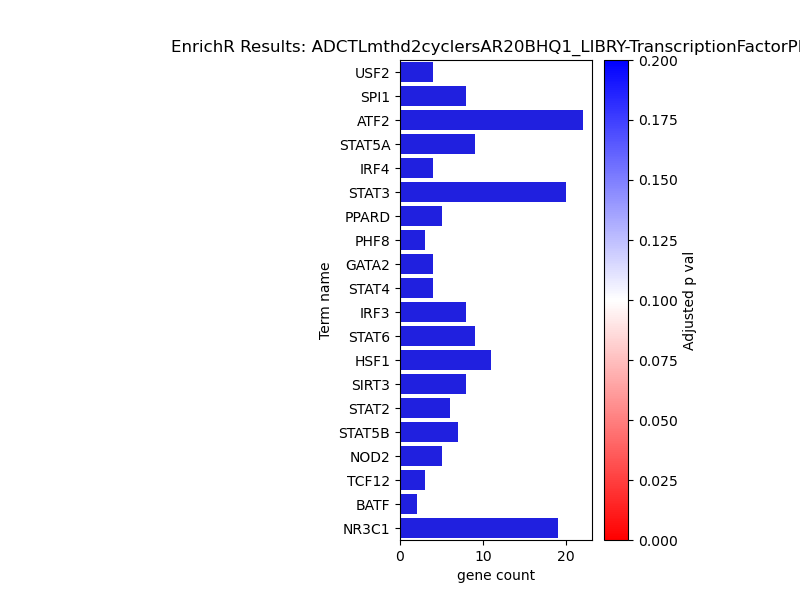 EnrichR Results: ADCTLmthd2cyclersAR20BHQ1_LIBRY-TranscriptionFactorP
USF2
SPI1
ATF2
STAT5A
IRF4
STAT3
PPARD
PHF8
GATA2
STAT4
IRF3
STAT6
HSF1
SIRT3
STAT2
STAT5B
NOD2
TCF12
BATF
NR3C1
Term name
0 10 20
gene count
0.200
0.175
0.150
0.125
0.100
0.075
0.050
0.025
0.000
Adjusted p val